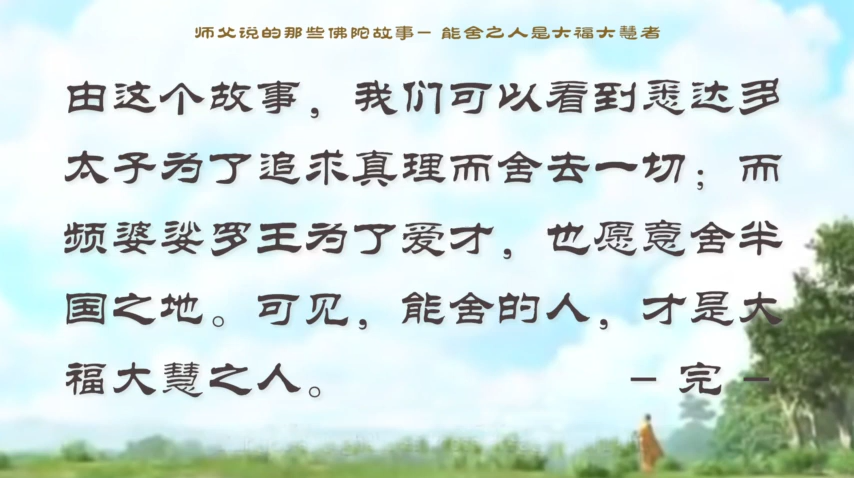 师父说的那些佛陀故事- 能舍之人是大福大慧者
由这个故事，我们可以看到悉达多
太子为了追求真理而舍去一切；而
频婆娑罗王为了爱才，也愿意舍半
国之地。可见，能舍的人，才是大
福大慧之人。 - 完 -